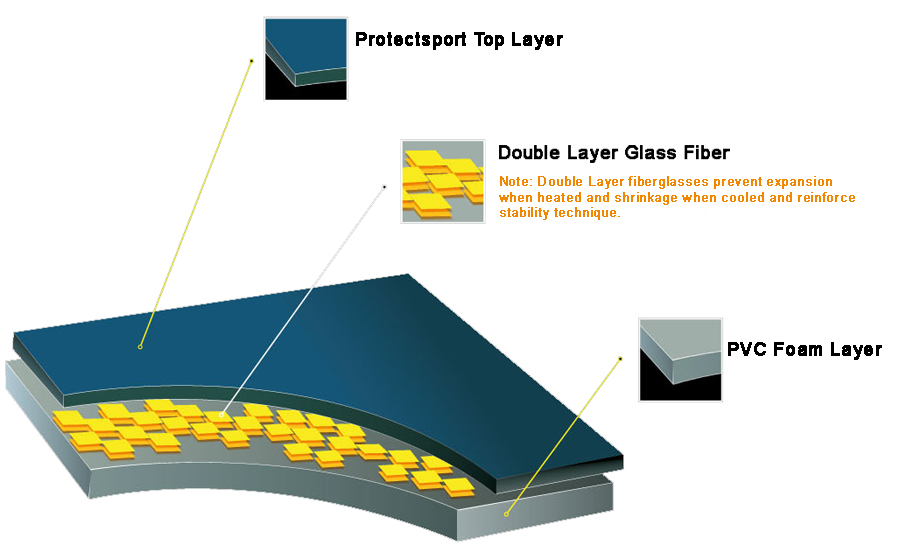 Protectsport Top Layer
Double Layer Glass Fiber
Note: Double Layer fiberglasses prevent expansion
when heated and shrinkage when cooled and reinforce
stability technique.
PVC Foam Layer